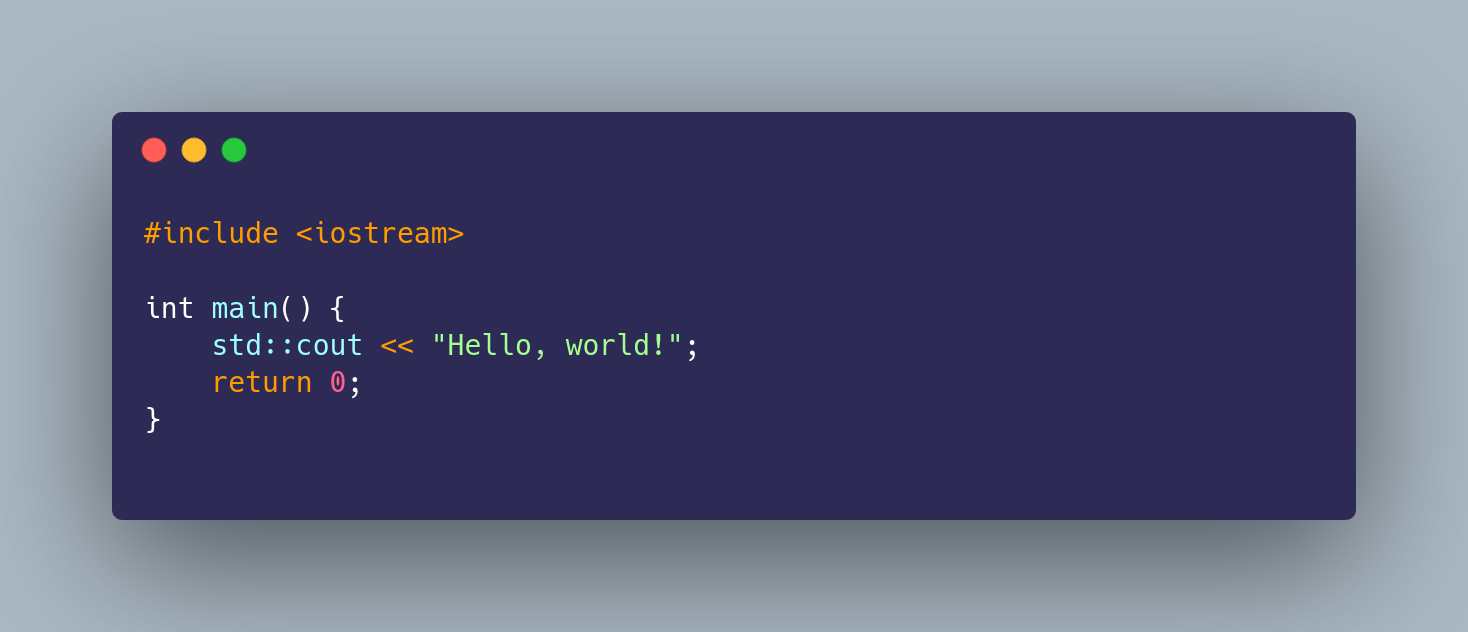 #include <iostream>

int main() {
    std::cout << "Hello, world!";
    return 0;
}